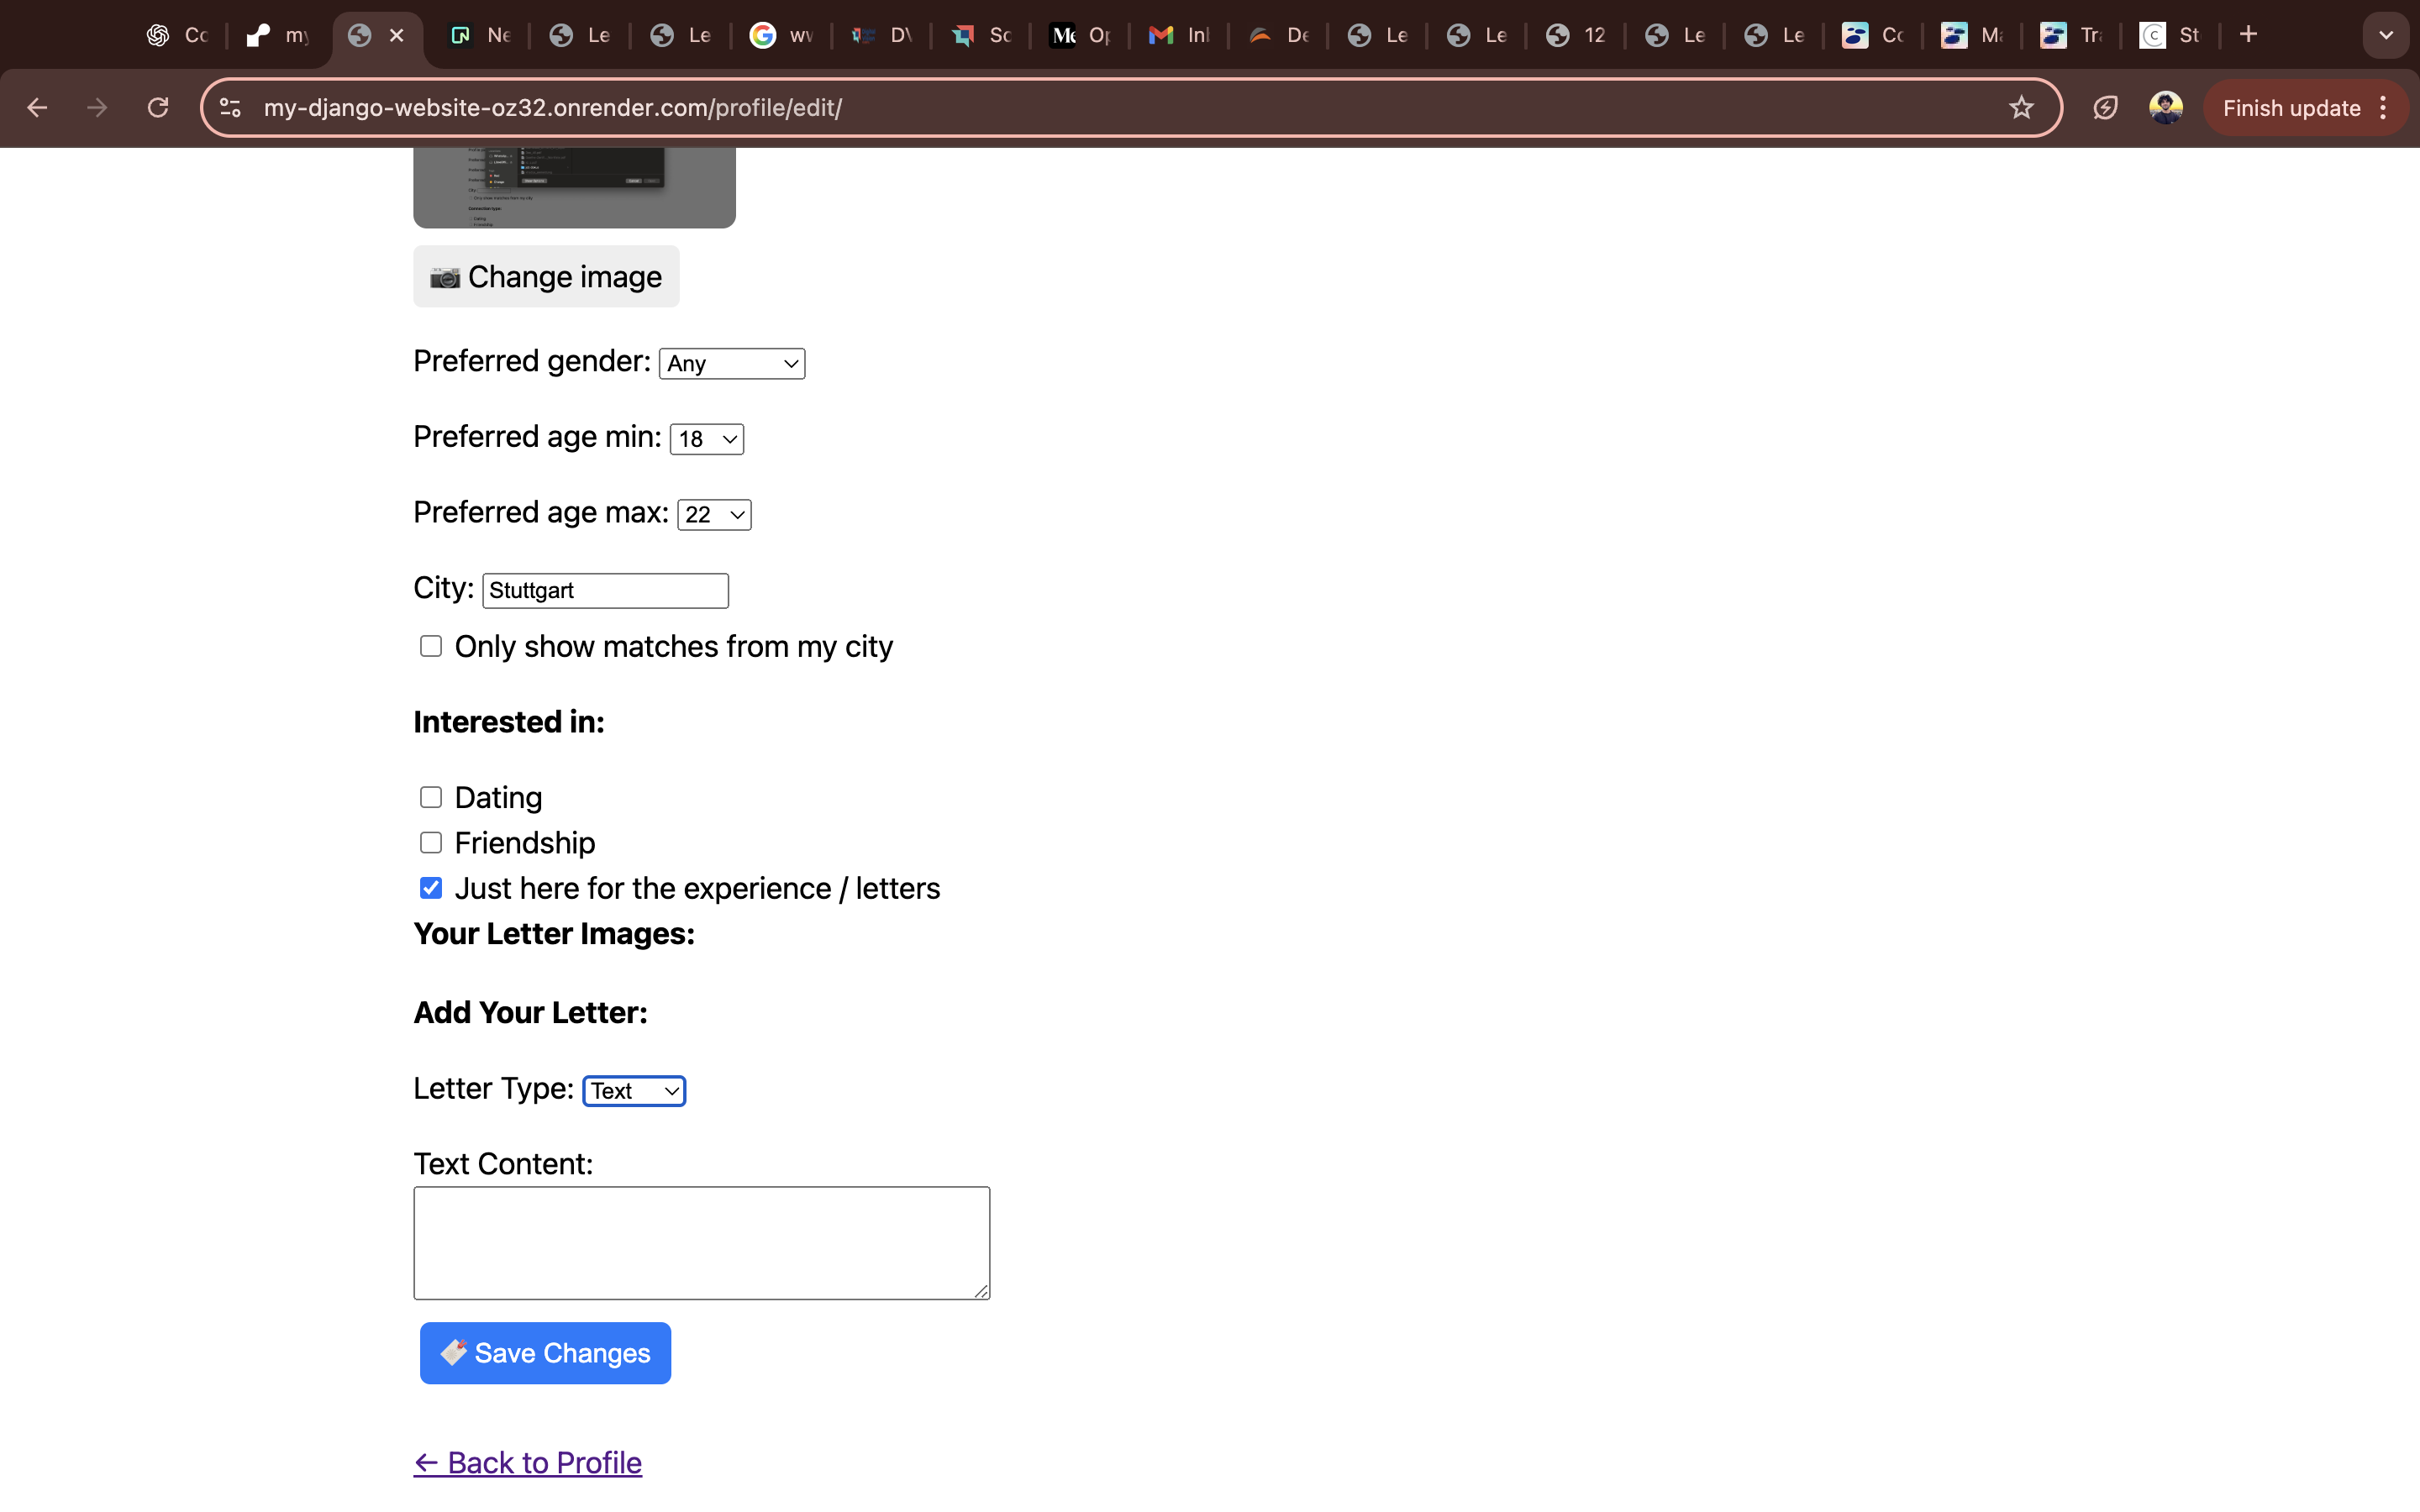 Cc
my
Ne
Le
Le
wv
D\
Sc
Me
Op
Inl
De
Le
Le
12
Le
Le
Cc
Ma
Tra
C
St
my-django-website-oz32.onrender.com/profile/edit/
Finish update
📷 Change image
Preferred gender: Any
Preferred age min: 18
Preferred age max: 22
City: Stuttgart
Only show matches from my city
Interested in:
Dating
Friendship
Just here for the experience / letters
Your Letter Images:
Add Your Letter:
Letter Type: Text
Text Content:
Save Changes
← Back to Profile